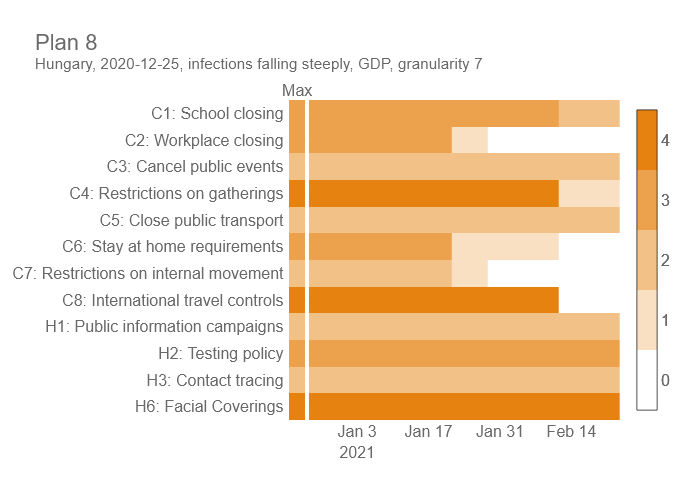 Plan 8
Hungary, 2020-12-25, infections falling steeply, GDP, granularity 7
Max
C1: School closing
C2: Workplace closing
C3: Cancel public events
C4: Restrictions on gatherings
C5: Close public transport
C6: Stay at home requirements
C7: Restrictions on internal movement
C8: International travel controls
H1: Public information campaigns
H2: Testing policy
H3: Contact tracing
H6: Facial Coverings
4
3
2
1
0
Jan 3 Jan 17 Jan 31 Feb 14
2021